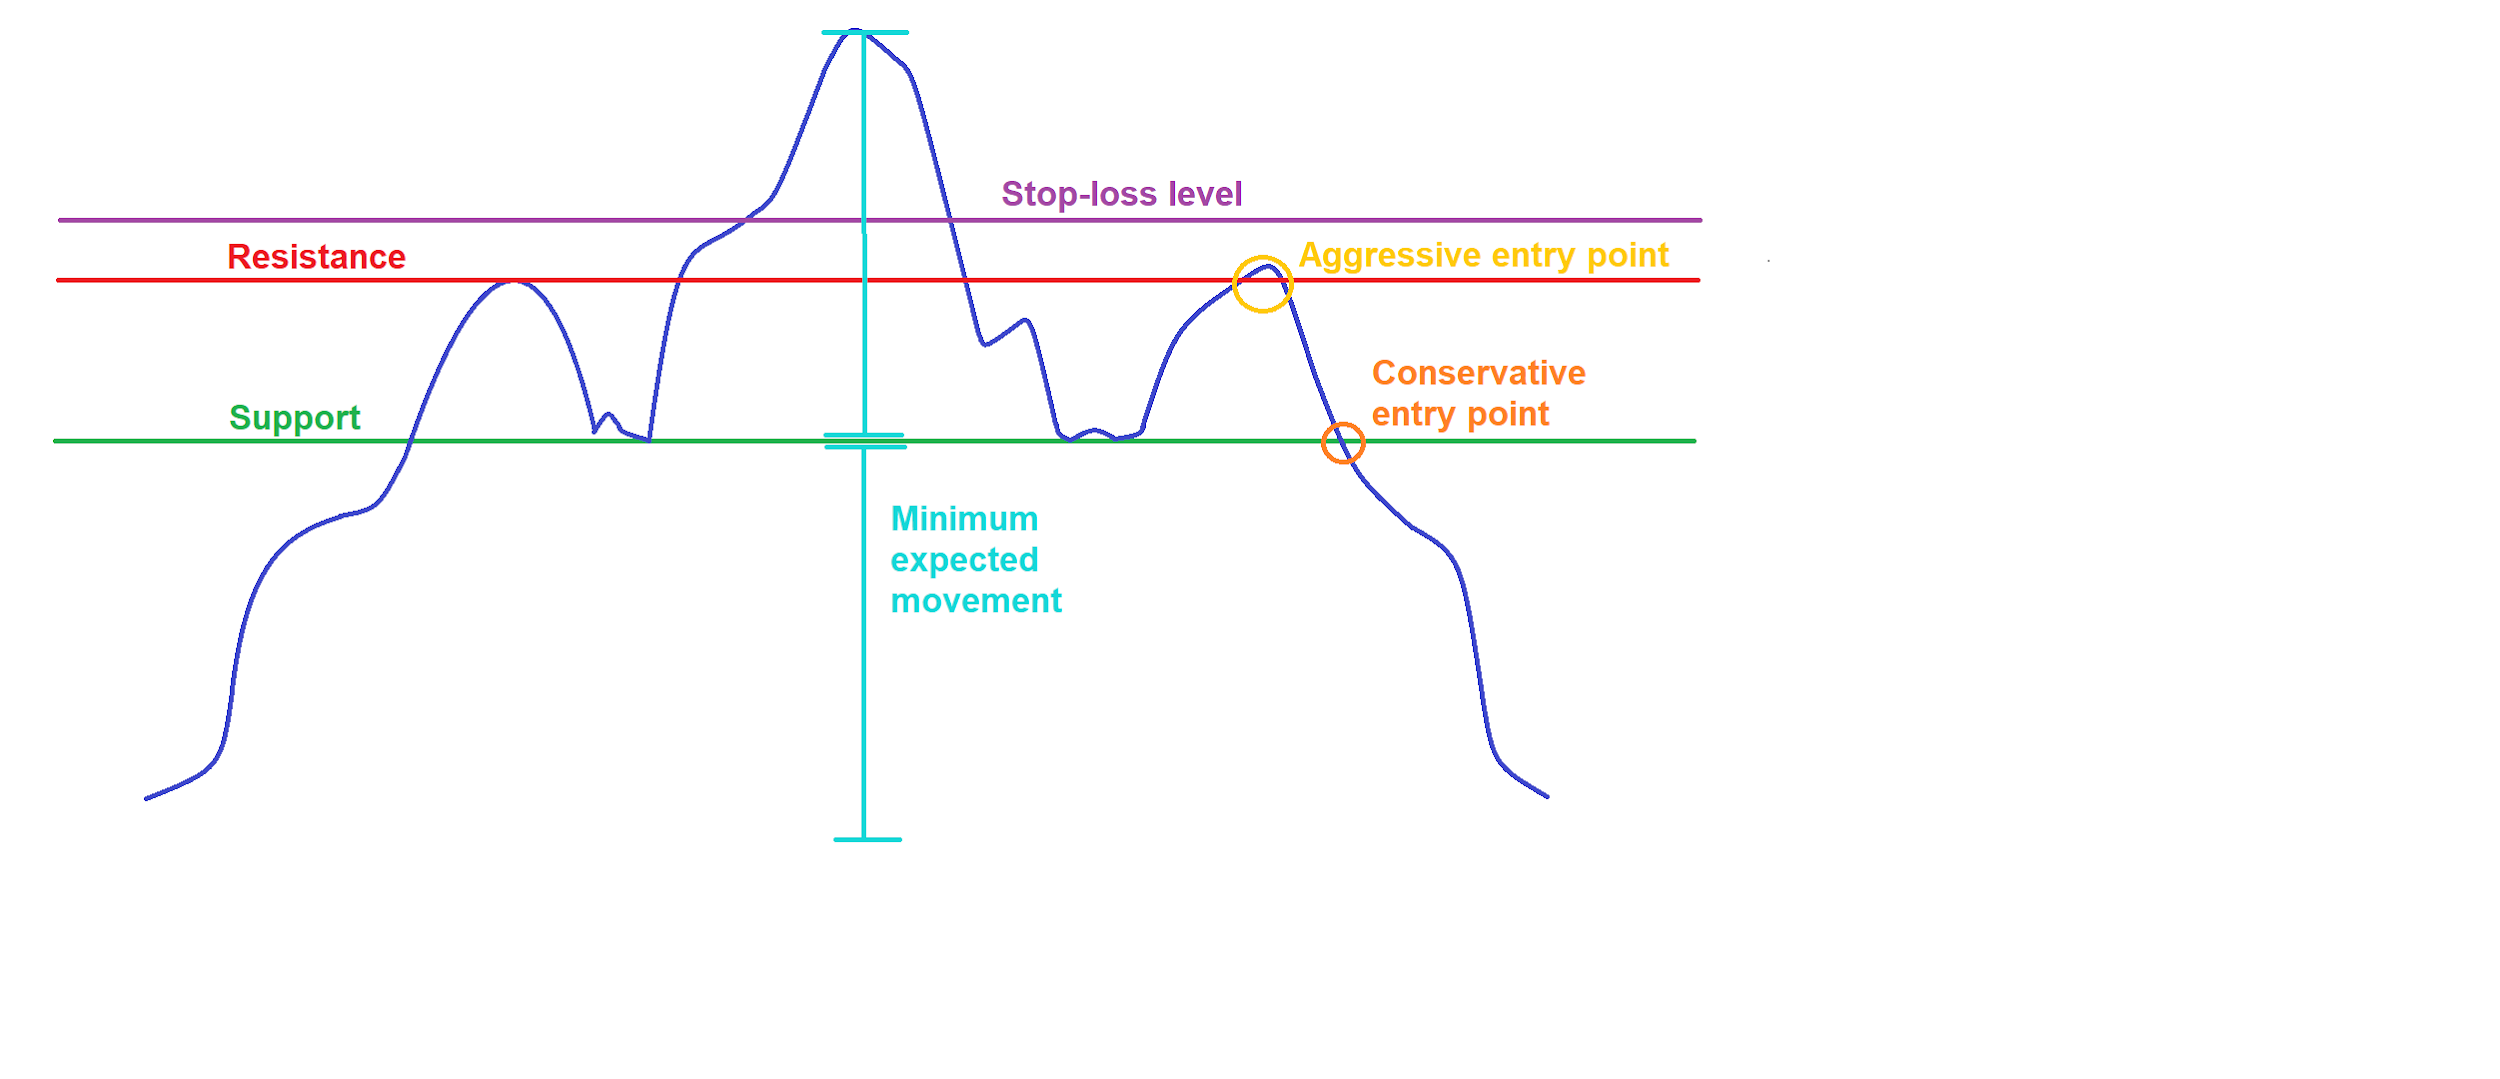 Stop-loss level
Resistance
Aggressive entry point
Support
Conservative
entry point
Minimum
expected
movement